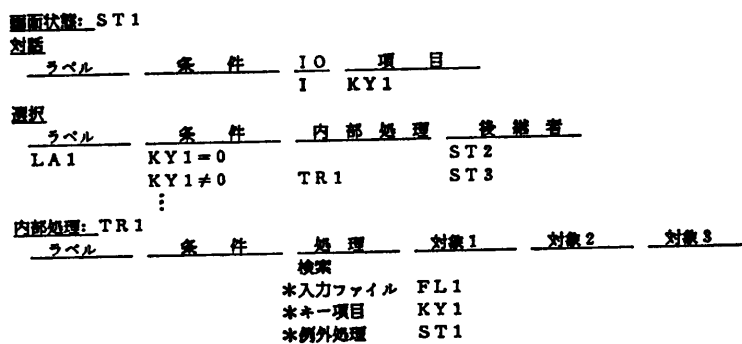 画面状態: ST1
対話
ラベル 条件 IO 項目
I KY1
選択
ラベル 条件 内部処理 後継者
LA1 KY1=0 ST2
KY1≠0 TR1 ST3
⋮
内部処理: TR1
ラベル 条件 処理 対象1 対象2 対象3
検索
*入力ファイル FL1
*キー項目 KY1
*例外処理 ST1